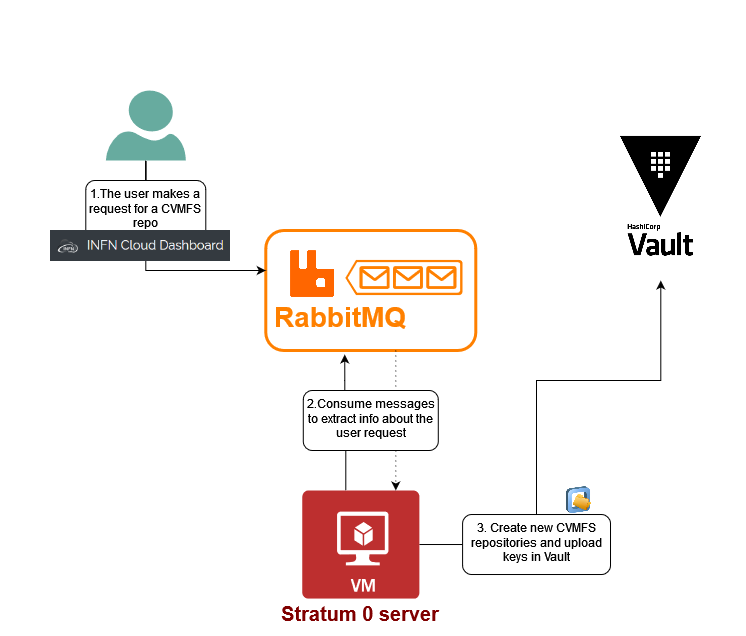 1.The user makes a
request for a CVMFS
repo
INFN
INFN Cloud Dashboard
RabbitMQ
HashiCorp
Vault
2.Consume messages
to extract info about the
user request
3. Create new CVMFS
repositories and upload
keys in Vault
VM
Stratum 0 server